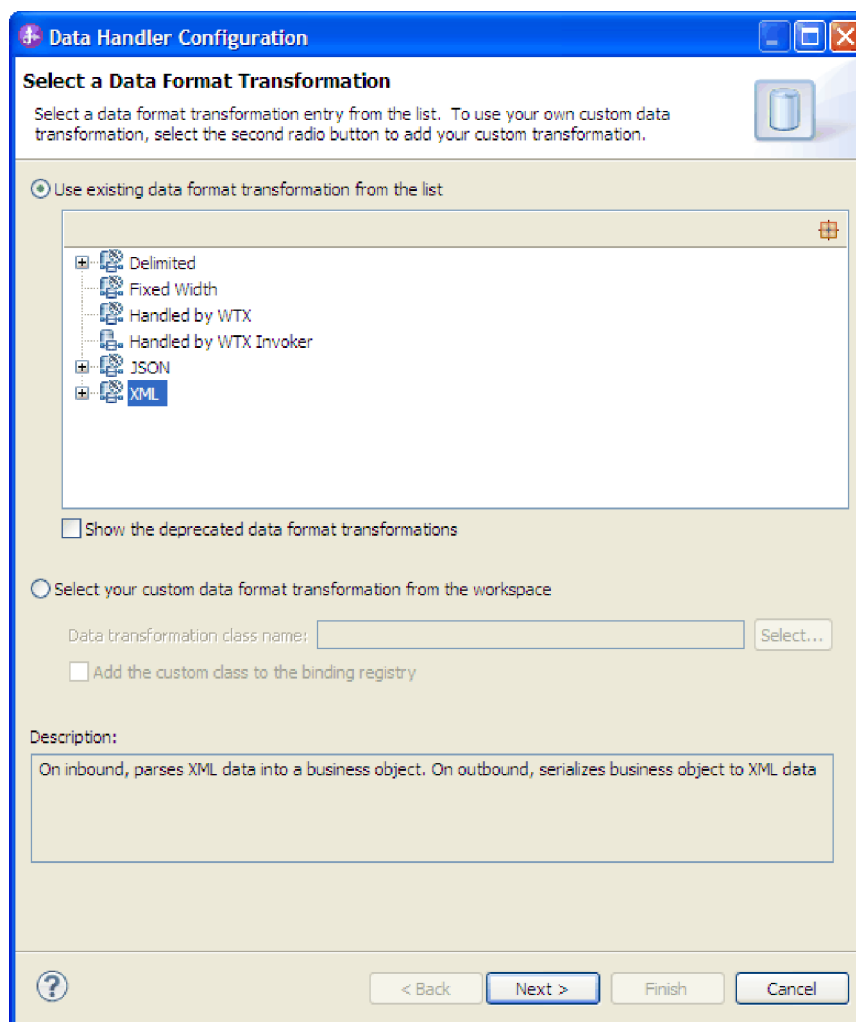 Data Handler Configuration
Select a Data Format Transformation
Select a data format transformation entry from the list. To use your own custom data
transformation, select the second radio button to add your custom transformation.
Use existing data format transformation from the list
Delimited
Fixed Width
Handled by WTX
Handled by WTX Invoker
JSON
XML
Show the deprecated data format transformations
Select your custom data format transformation from the workspace
Data transformation class name: Select...
Add the custom class to the binding registry
Description:
On inbound, parses XML data into a business object. On outbound, serializes business object to XML data
? < Back Next > Finish Cancel